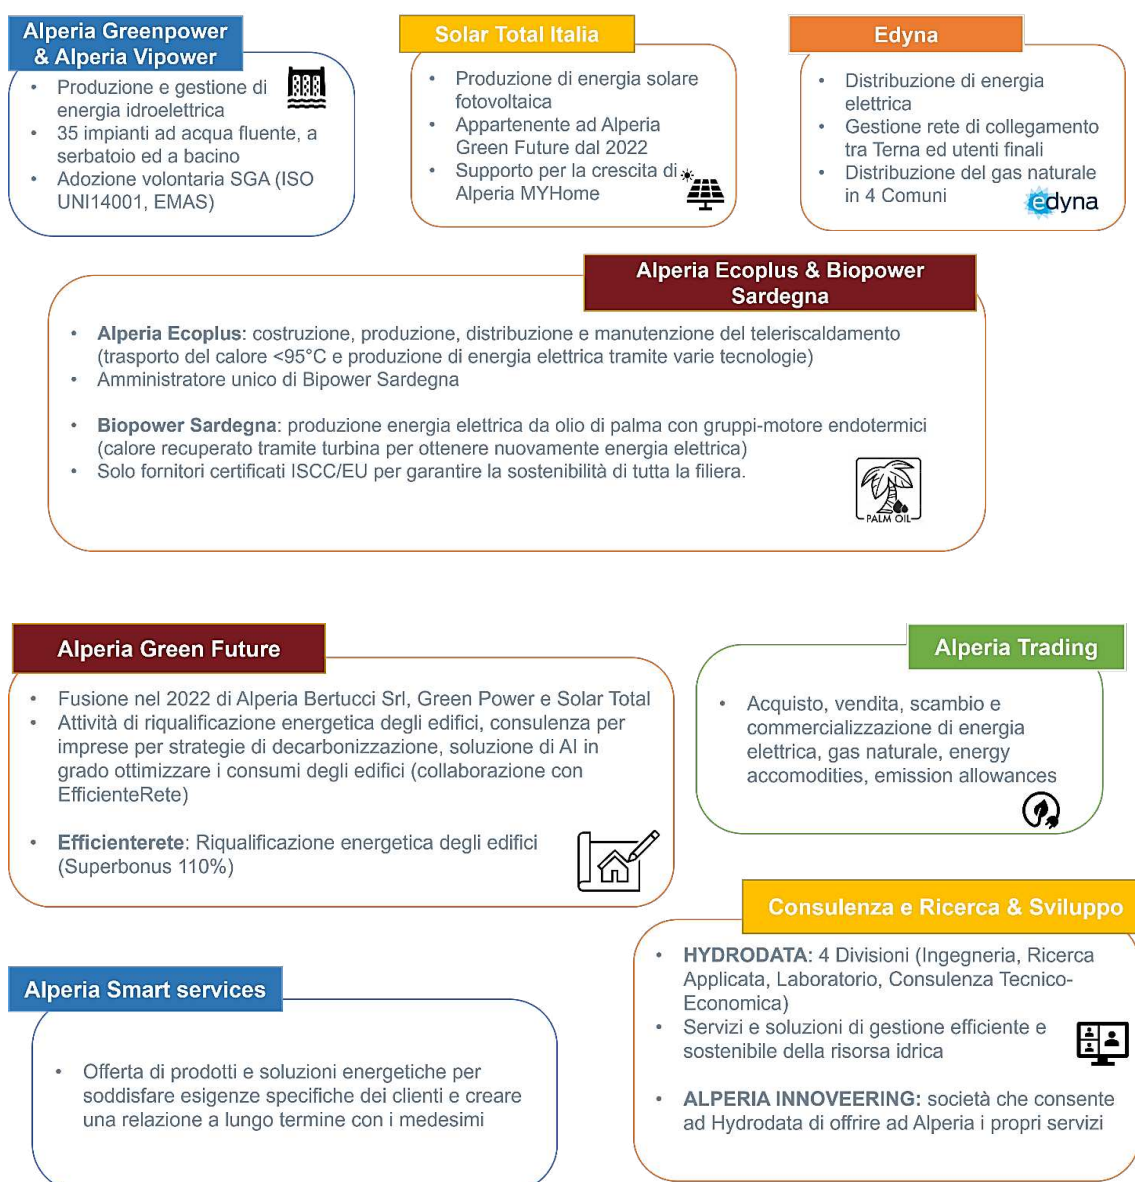 Alperia Greenpower
& Alperia Vipower
• Produzione e gestione di
energia idroelettrica
• 35 impianti ad acqua fluente, a
serbatoio ed a bacino
• Adozione volontaria SGA (ISO
UNI14001, EMAS)
Solar Total Italia
• Produzione di energia solare
fotovoltaica
• Appartenente ad Alperia
Green Future dal 2022
• Supporto per la crescita di
Alperia MYHome
Edyna
• Distribuzione di energia
elettrica
• Gestione rete di collegamento
tra Terna ed utenti finali
• Distribuzione del gas naturale
in 4 Comuni
edyna
Alperia Ecoplus & Biopower
Sardegna
• Alperia Ecoplus: costruzione, produzione, distribuzione e manutenzione del teleriscaldamento
(trasporto del calore <95°C e produzione di energia elettrica tramite varie tecnologie)
• Amministratore unico di Bipower Sardegna
• Biopower Sardegna: produzione energia elettrica da olio di palma con gruppi-motore endotermici
(calore recuperato tramite turbina per ottenere nuovamente energia elettrica)
• Solo fornitori certificati ISCC/EU per garantire la sostenibilità di tutta la filiera.
PALM OIL
Alperia Green Future
• Fusione nel 2022 di Alperia Bertucci Srl, Green Power e Solar Total
• Attività di riqualificazione energetica degli edifici, consulenza per
imprese per strategie di decarbonizzazione, soluzione di AI in
grado ottimizzare i consumi degli edifici (collaborazione con
EfficienteRete)
• Efficienterete: Riqualificazione energetica degli edifici
(Superbonus 110%)
Alperia Trading
• Acquisto, vendita, scambio e
commercializzazione di energia
elettrica, gas naturale, energy
accomodities, emission allowances
Consulenza e Ricerca & Sviluppo
• HYDRODATA: 4 Divisioni (Ingegneria, Ricerca
Applicata, Laboratorio, Consulenza Tecnico-
Economica)
• Servizi e soluzioni di gestione efficiente e
sostenibile della risorsa idrica
• ALPERIA INNOVEERING: società che consente
ad Hydrodata di offrire ad Alperia i propri servizi
Alperia Smart services
• Offerta di prodotti e soluzioni energetiche per
soddisfare esigenze specifiche dei clienti e creare
una relazione a lungo termine con i medesimi